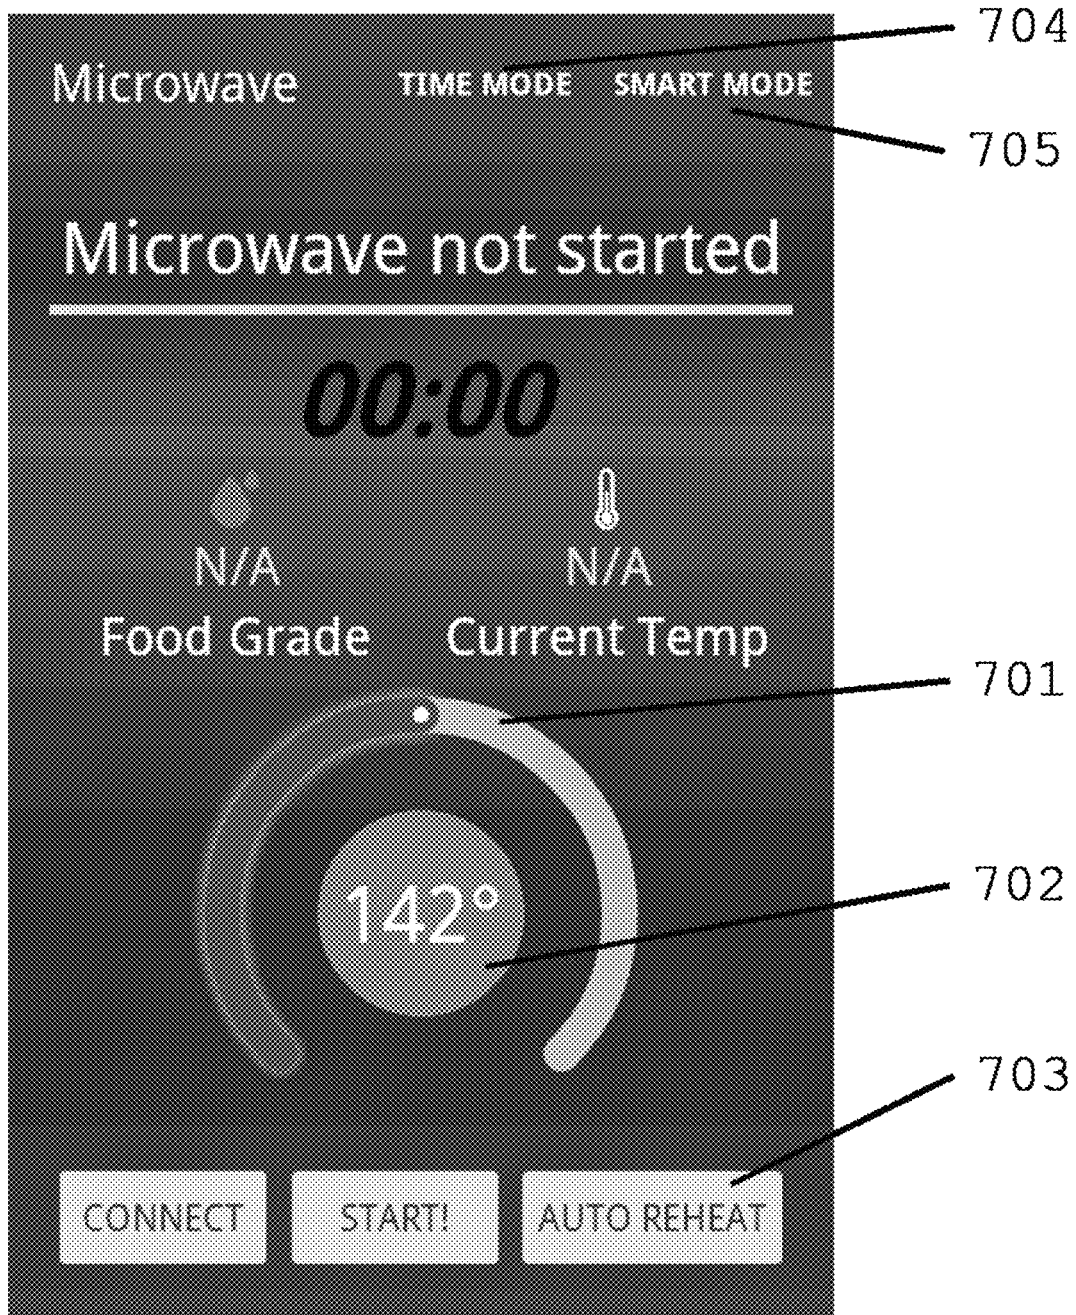 704
Microwave TIME MODE SMART MODE
705
Microwave not started
00:00
N/A N/A
Food Grade Current Temp
701
142°
702
703
CONNECT START! AUTO REHEAT